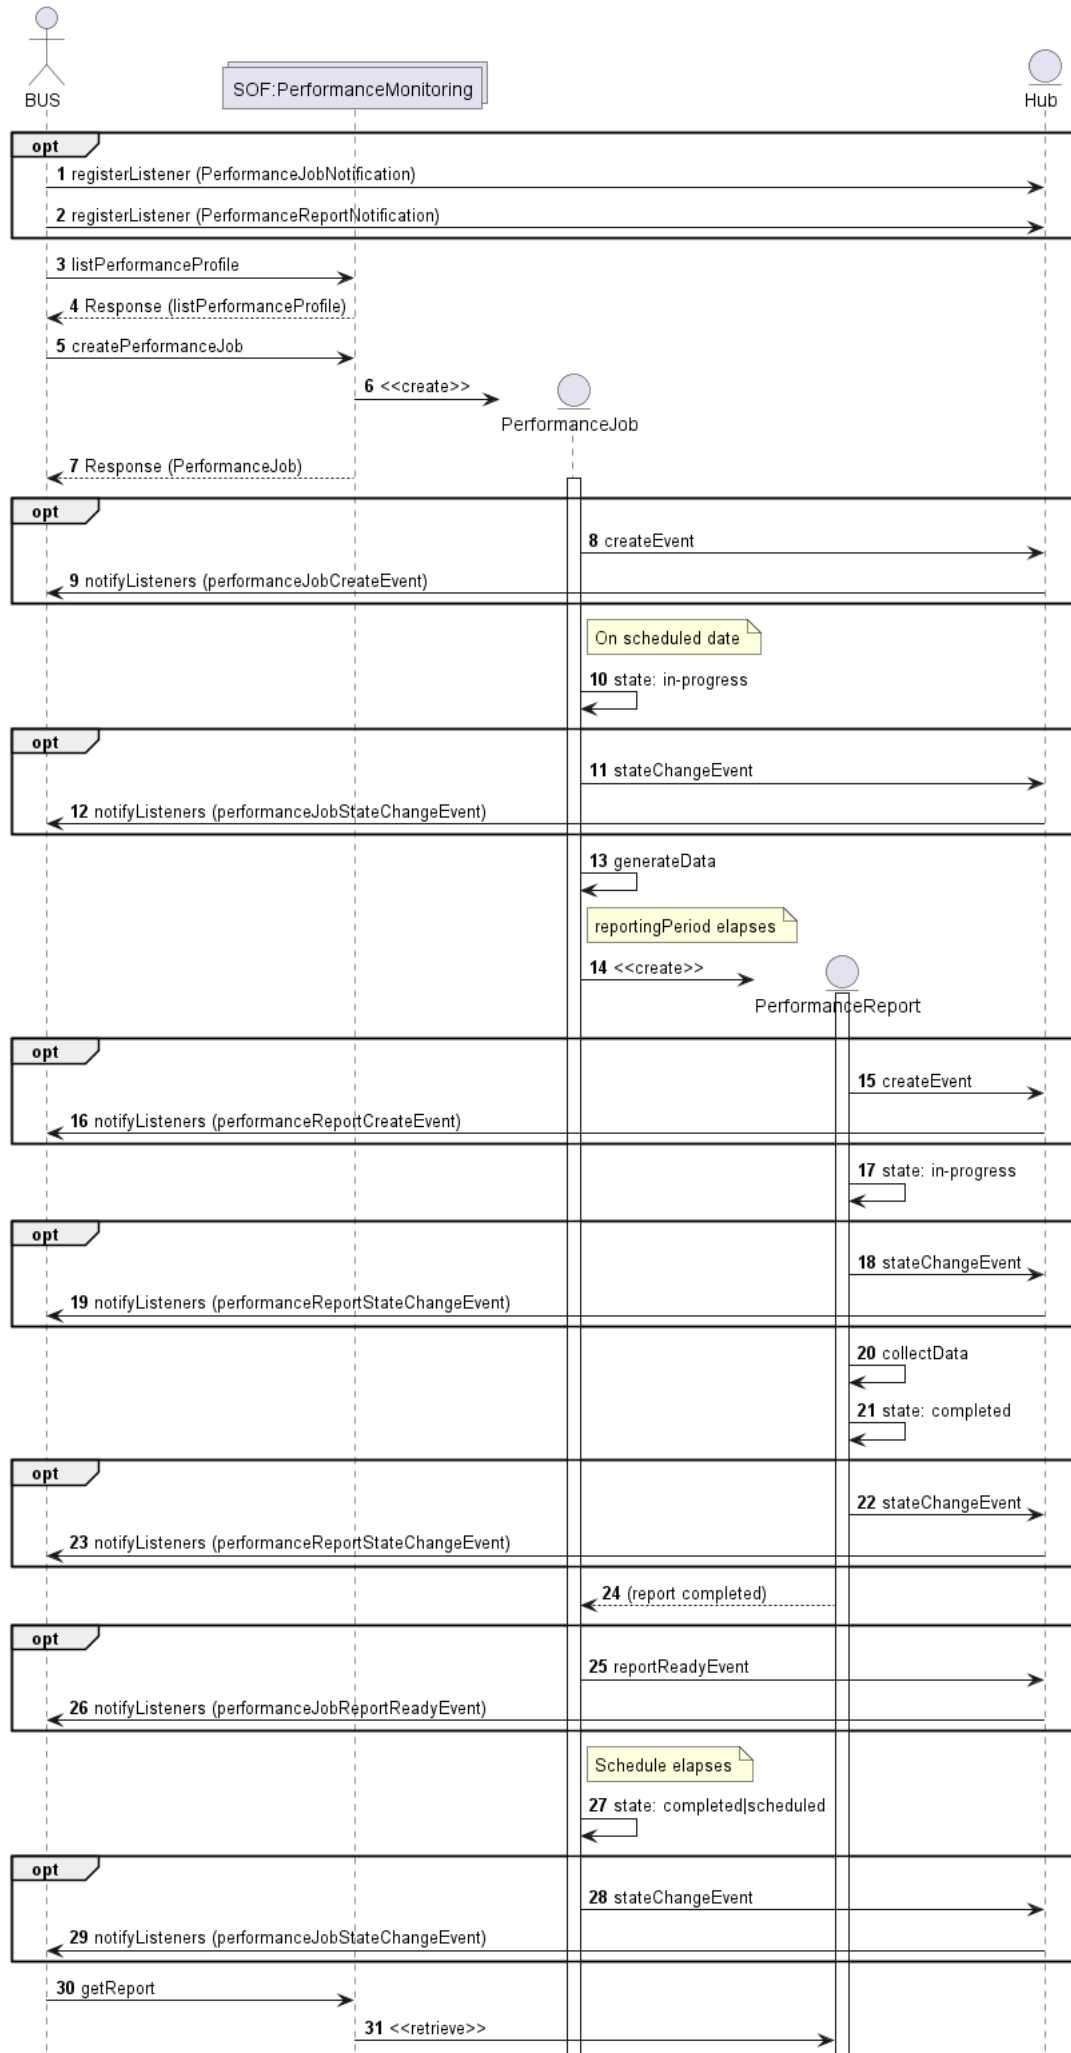 BUS
SOF:PerformanceMonitoring
Hub
opt
1 registerListener (PerformanceJobNotification)
2 registerListener (PerformanceReportNotification)
3 listPerformanceProfile
4 Response (listPerformanceProfile)
5 createPerformanceJob
6 <<create>>
PerformanceJob
7 Response (PerformanceJob)
opt
8 createEvent
9 notifyListeners (performanceJobCreateEvent)
On scheduled date
10 state: in-progress
opt
11 stateChangeEvent
12 notifyListeners (performanceJobStateChangeEvent)
13 generateData
reportingPeriod elapses
14 <<create>>
PerformanceReport
opt
15 createEvent
16 notifyListeners (performanceReportCreateEvent)
17 state: in-progress
opt
18 stateChangeEvent
19 notifyListeners (performanceReportStateChangeEvent)
20 collectData
21 state: completed
opt
22 stateChangeEvent
23 notifyListeners (performanceReportStateChangeEvent)
24 (report completed)
opt
25 reportReadyEvent
26 notifyListeners (performanceJobReportReadyEvent)
Schedule elapses
27 state: completed|scheduled
opt
28 stateChangeEvent
29 notifyListeners (performanceJobStateChangeEvent)
30 getReport
31 <<retrieve>>